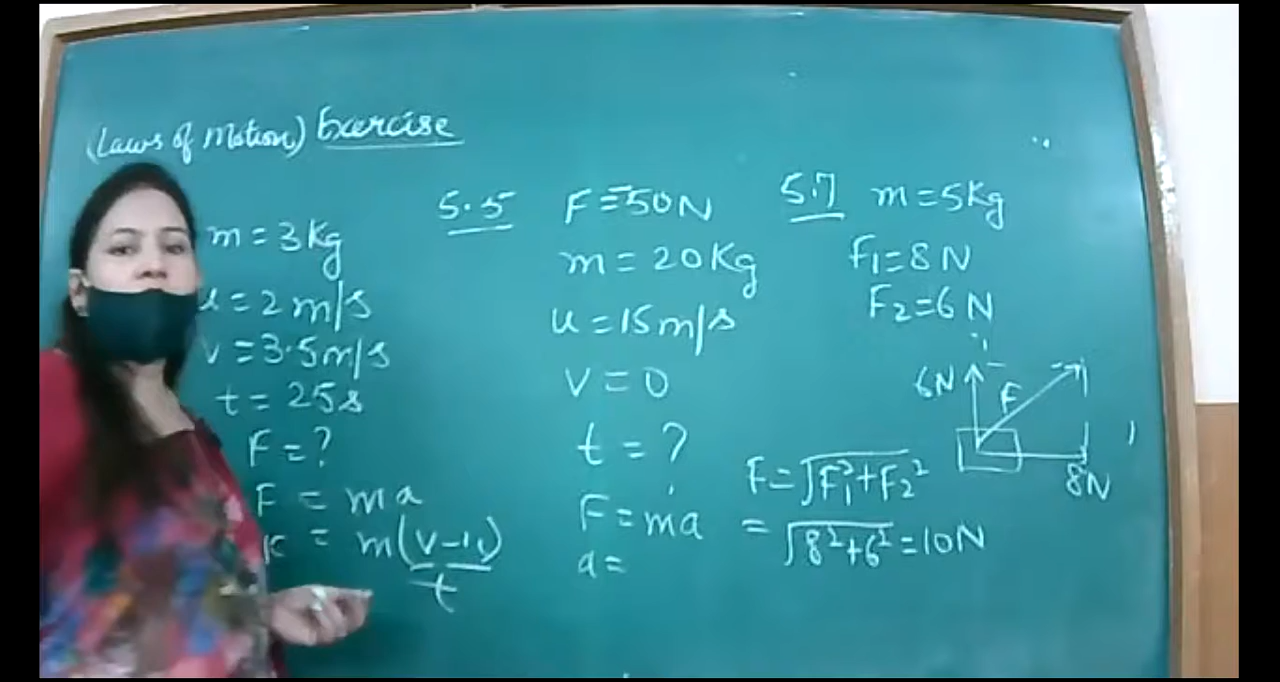 (Laws of Motion) Exercise
m = 3 Kg
u = 2 m/s
v = 3.5 m/s
t = 25 s
F = ?
F = ma
= m(v-u)
t
5.5 F = -50 N
m = 20 Kg
u = 15 m/s
v = 0
t = ?
F = ma
a =
5.7 m = 5 Kg
F₁ = 8 N
F₂ = 6 N
6N
F
8N
F = √F₁² + F₂²
= √8² + 6² = 10 N